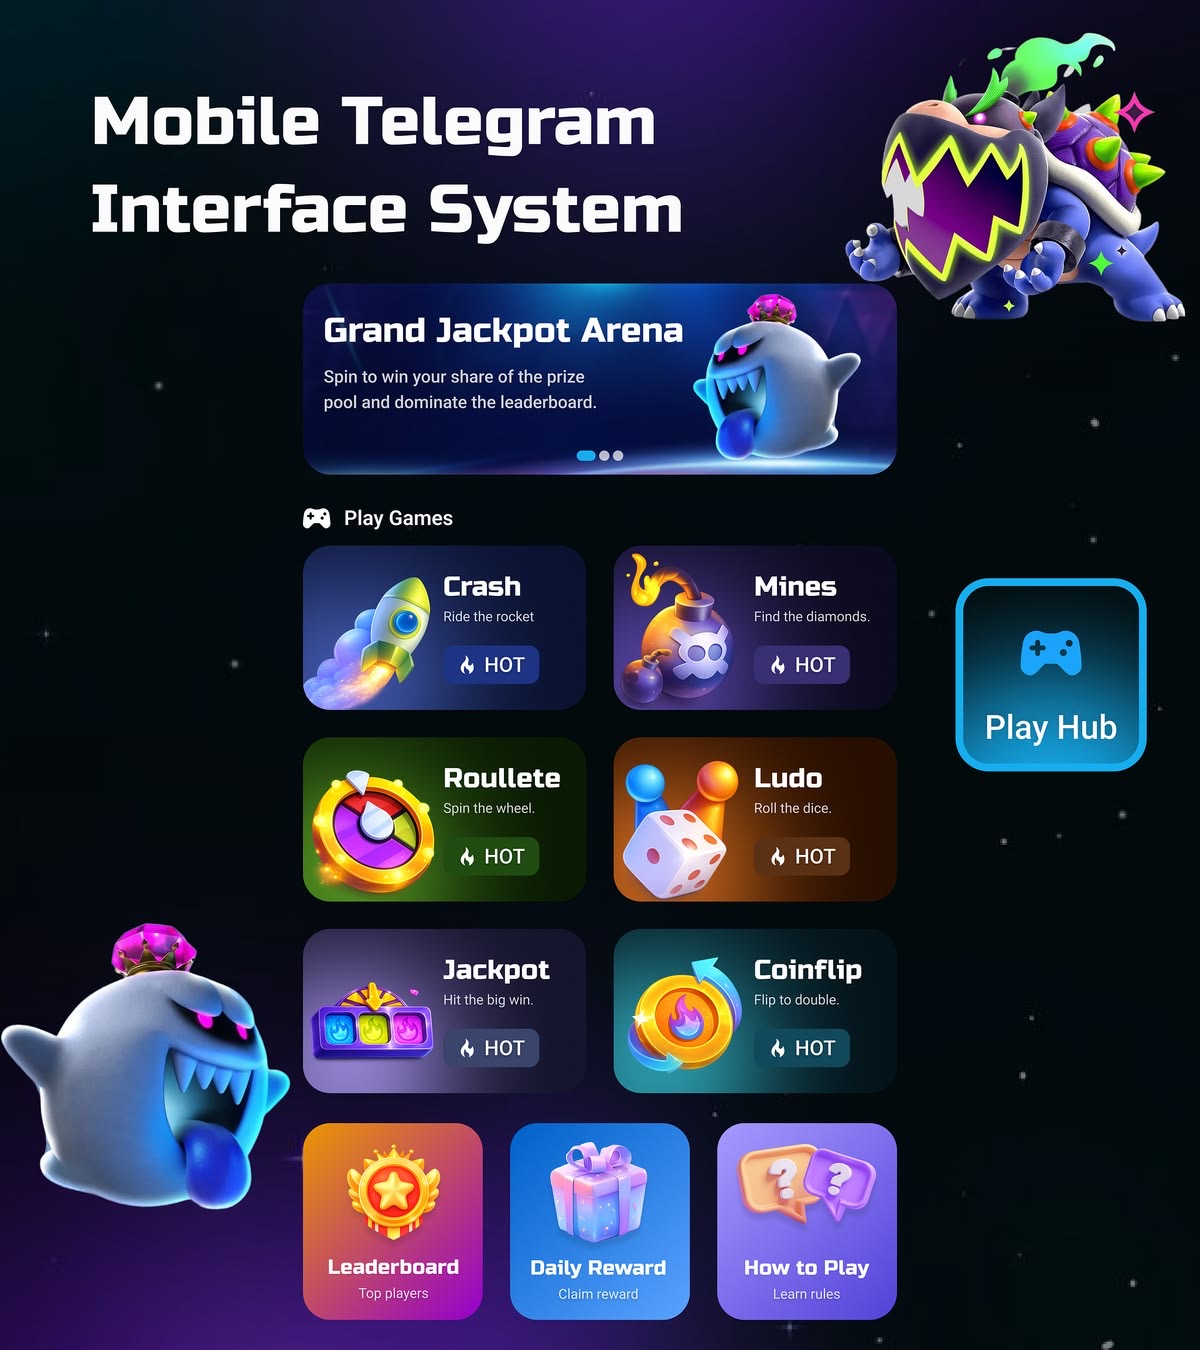 Mobile Telegram
Interface System
Grand Jackpot Arena
Spin to win your share of the prize
pool and dominate the leaderboard.
Play Games
Crash
Ride the rocket
HOT
Mines
Find the diamonds.
HOT
Play Hub
Roullete
Spin the wheel.
HOT
Ludo
Roll the dice.
HOT
Jackpot
Hit the big win.
HOT
Coinflip
Flip to double.
HOT
Leaderboard
Top players
Daily Reward
Claim reward
How to Play
Learn rules